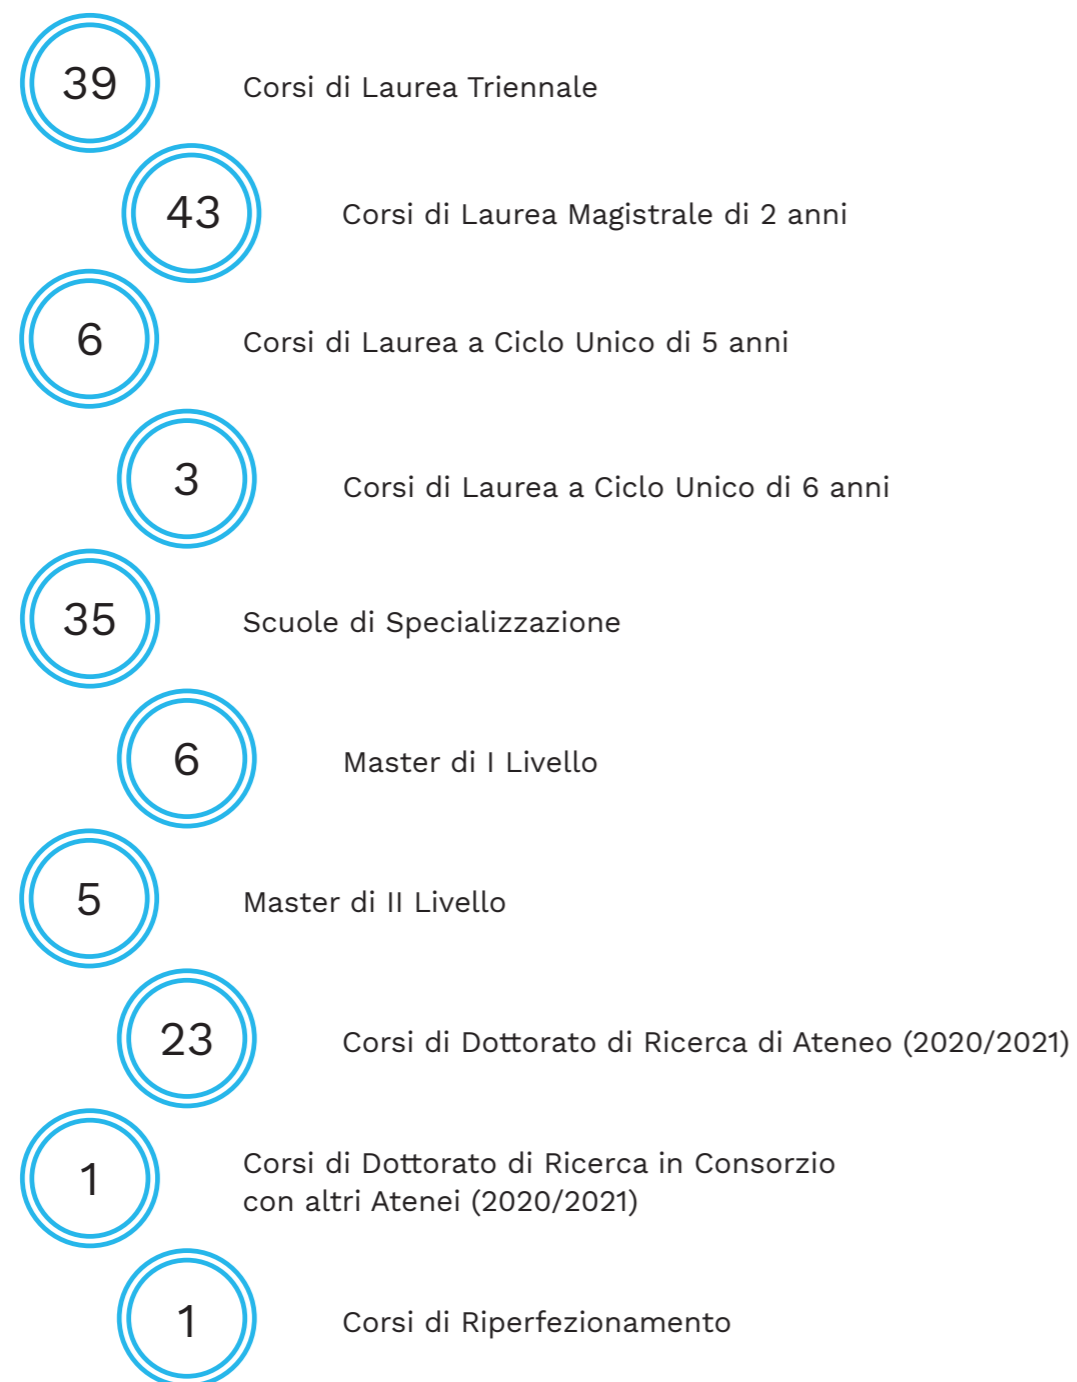 39
Corsi di Laurea Triennale
43
Corsi di Laurea Magistrale di 2 anni
6
Corsi di Laurea a Ciclo Unico di 5 anni
3
Corsi di Laurea a Ciclo Unico di 6 anni
35
Scuole di Specializzazione
6
Master di I Livello
5
Master di II Livello
23
Corsi di Dottorato di Ricerca di Ateneo (2020/2021)
1
Corsi di Dottorato di Ricerca in Consorzio
con altri Atenei (2020/2021)
1
Corsi di Riperfezionamento